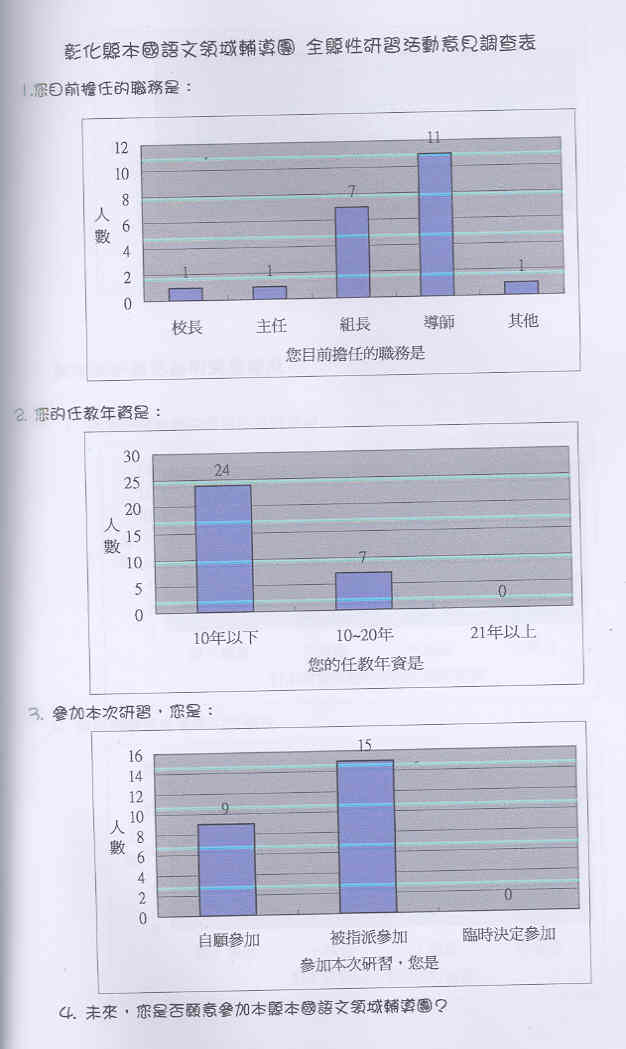 彰化縣本國語文領域輔導團 全縣性研習活動意見調查表
1.您目前擔任的職務是：
12
10
8
6
4
2
0
人數
1
1
7
11
1
校長 主任 組長 導師 其他
您目前擔任的職務是
2. 您的任教年資是：
30
25
20
15
10
5
0
人數
24
7
0
10年以下 10~20年 21年以上
您的任教年資是
3. 參加本次研習，您是：
16
14
12
10
8
6
4
2
0
人數
9
15
0
自願參加 被指派參加 臨時決定參加
參加本次研習，您是
4. 未來，您是否願意參加本縣本國語文領域輔導團？